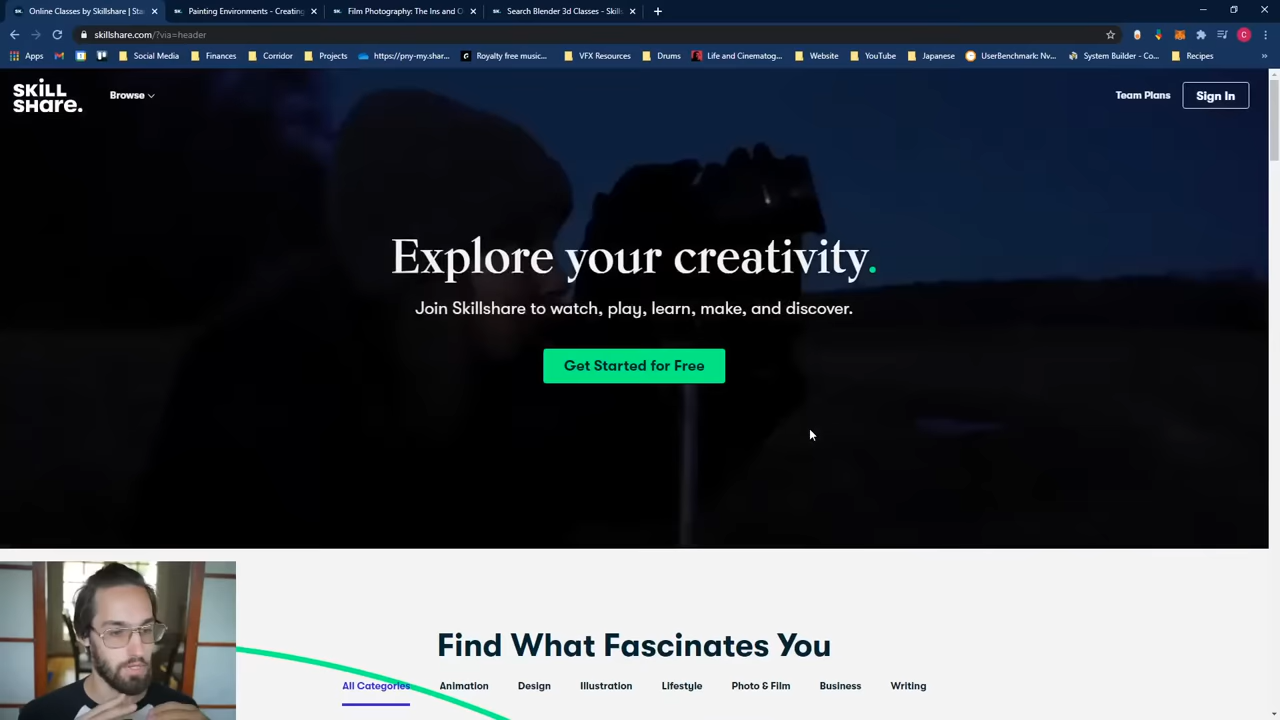 Online Classes by Skillshare | Sta
Painting Environments - Creating
Film Photography: The Ins and O
Search Blender 3d Classes - Skills
skillshare.com/?via=header
Apps
Social Media
Finances
Corridor
Projects
https://pny-my.shar...
Royalty free music...
VFX Resources
Drums
Life and Cinematog...
Website
YouTube
Japanese
UserBenchmark: Nv...
System Builder - Co...
Recipes
SKILL
SHare.
Browse
Team Plans
Sign In
Explore your creativity.
Join Skillshare to watch, play, learn, make, and discover.
Get Started for Free
Find What Fascinates You
All Categories
Animation
Design
Illustration
Lifestyle
Photo & Film
Business
Writing